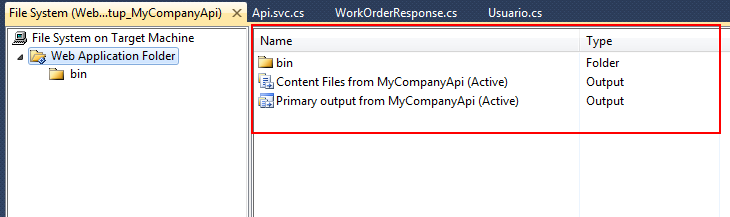 File System (Web...tup_MyCompanyApi) Api.svc.cs WorkOrderResponse.cs Usuario.cs
File System on Target Machine
Web Application Folder
bin
Name Type
bin Folder
Content Files from MyCompanyApi (Active) Output
Primary output from MyCompanyApi (Active) Output